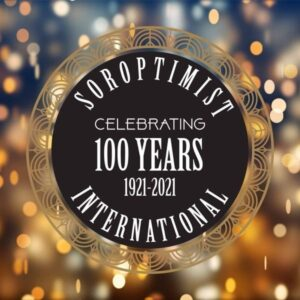 SOROPTIMIST
CELEBRATING
100 YEARS
1921-2021
INTERNATIONAL